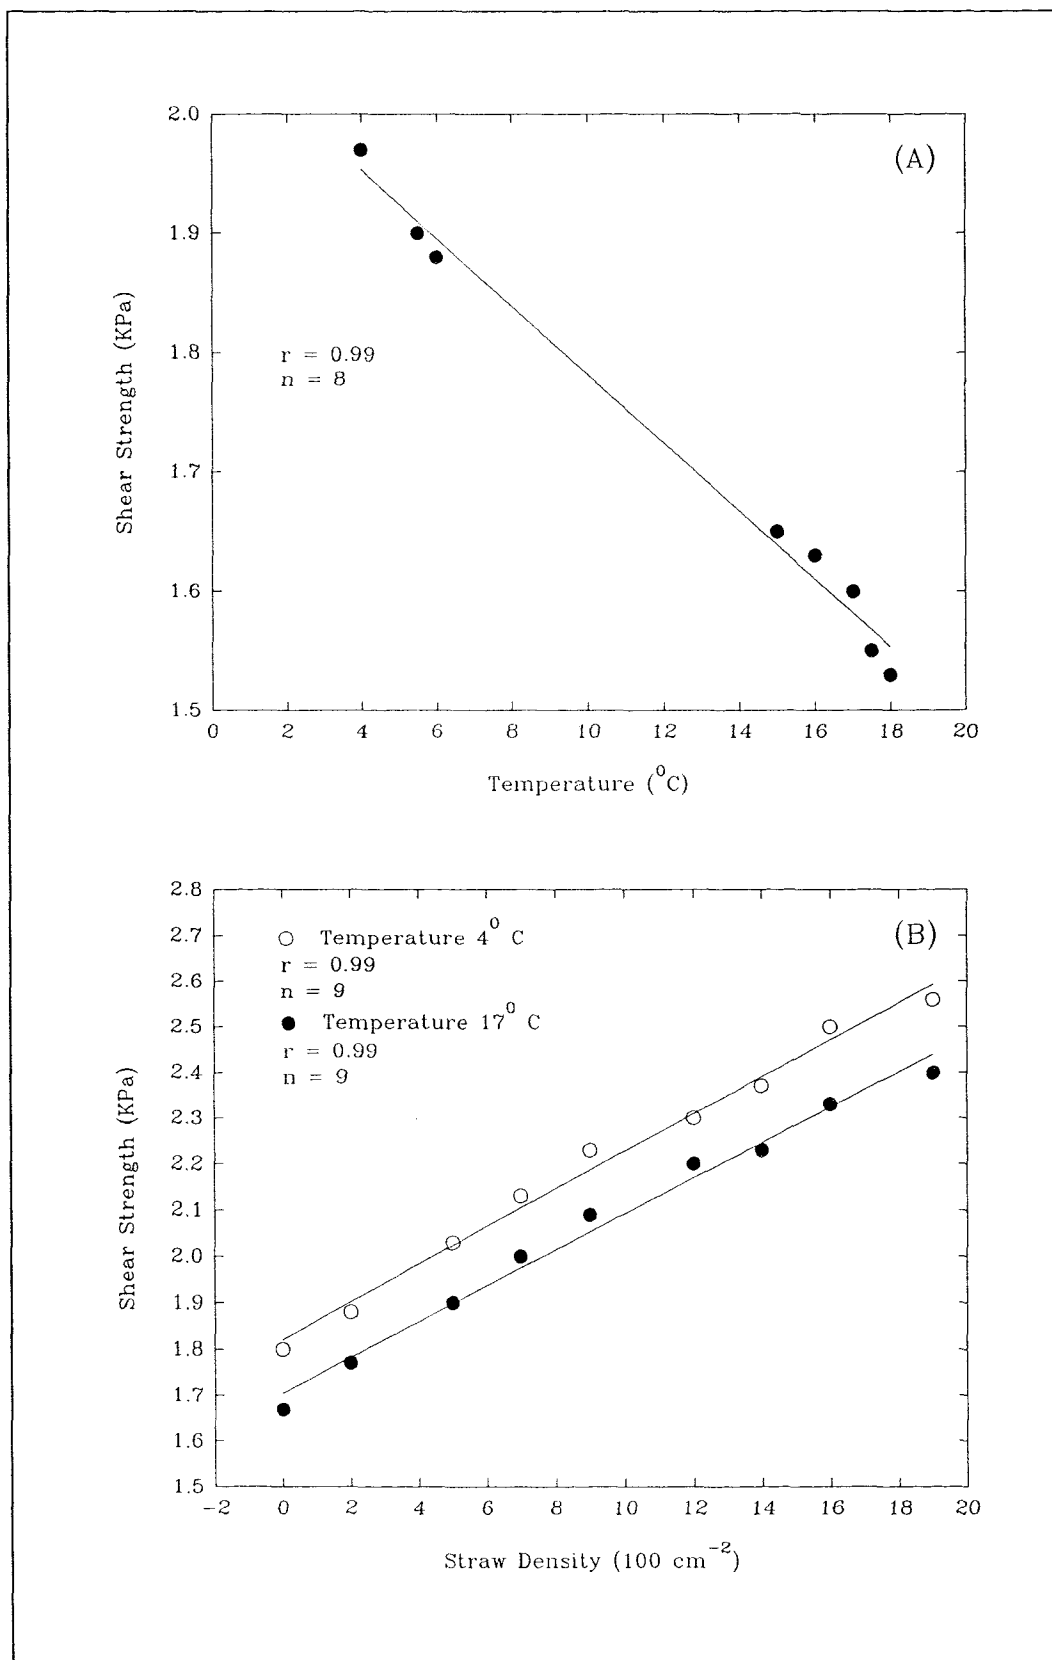 2.0
(A)
1.9
1.8
r = 0.99
n = 8
1.7
1.6
1.5
Shear Strength (KPa)
0 2 4 6 8 10 12 14 16 18 20
Temperature (⁰C)
2.8
2.7
(B)
○ Temperature 4⁰ C
r = 0.99
n = 9
● Temperature 17⁰ C
r = 0.99
n = 9
2.6
2.5
2.4
2.3
2.2
2.1
2.0
1.9
1.8
1.7
1.6
1.5
Shear Strength (KPa)
-2 0 2 4 6 8 10 12 14 16 18 20
Straw Density (100 cm⁻²)